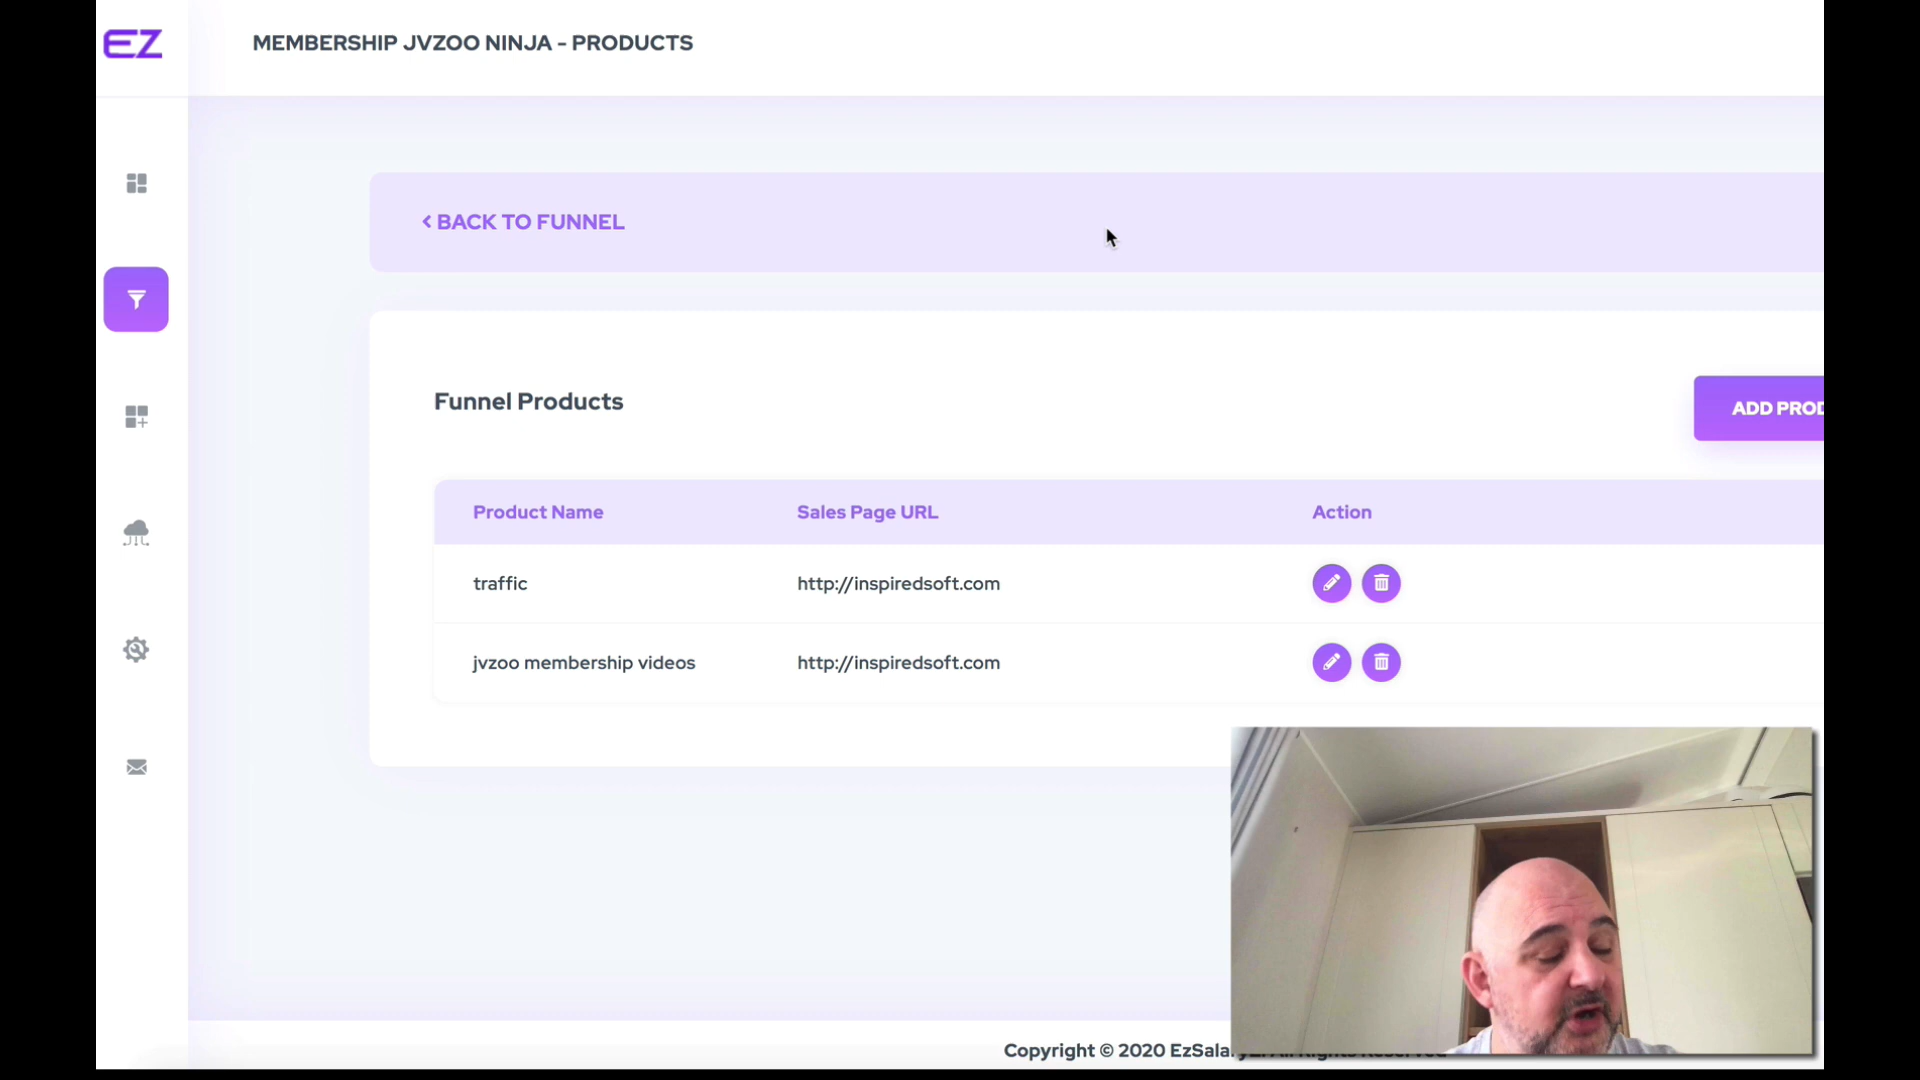 EZ
MEMBERSHIP JVZOO NINJA - PRODUCTS
< BACK TO FUNNEL
Funnel Products
ADD PROD
Product Name Sales Page URL Action
traffic http://inspiredsoft.com
jvzoo membership videos http://inspiredsoft.com
Copyright © 2020 EzSala